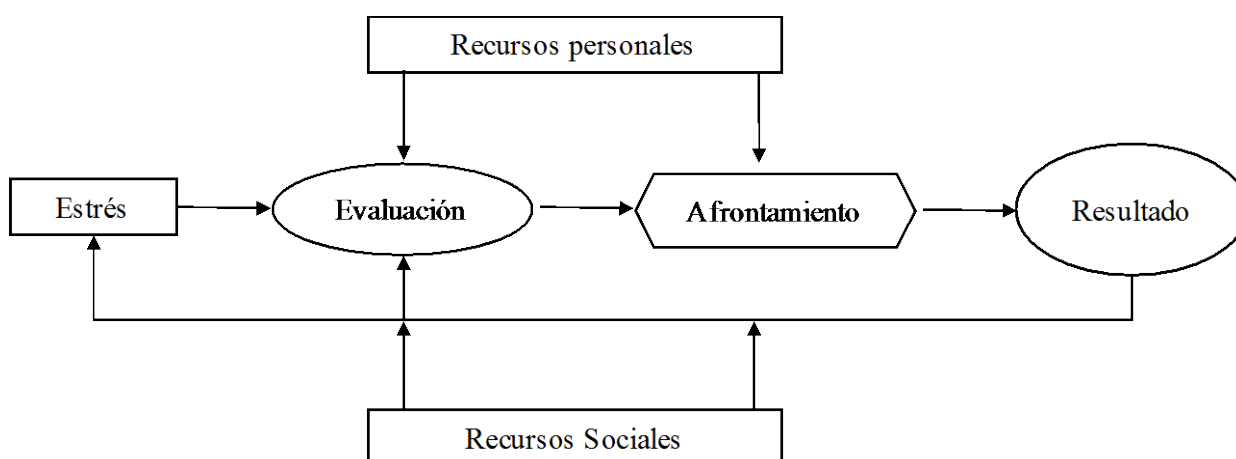 Recursos personales
Estrés
Evaluación
Afrontamiento
Resultado
Recursos Sociales